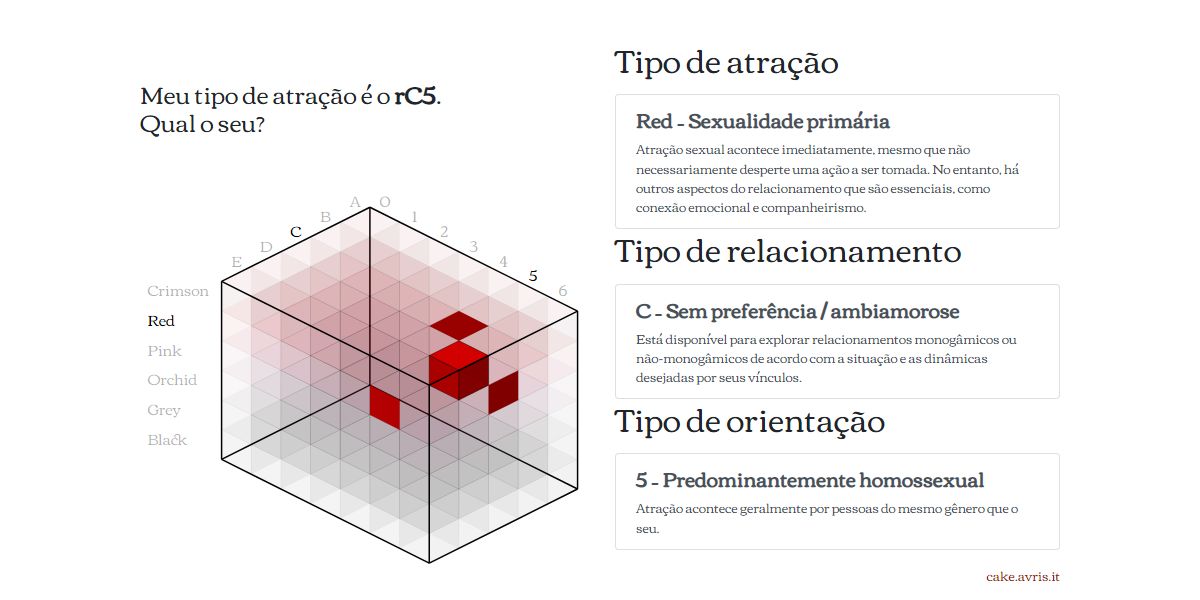 Meu tipo de atração é o rC5.
Qual o seu?
A
B
C
D
E
0
1
2
3
4
5
6
Crimson
Red
Pink
Orchid
Grey
Black
Tipo de atração
Red - Sexualidade primária
Atração sexual acontece imediatamente, mesmo que não
necessariamente desperte uma ação a ser tomada. No entanto, há
outros aspectos do relacionamento que são essenciais, como
conexão emocional e companheirismo.
Tipo de relacionamento
C - Sem preferência / ambiamorose
Está disponível para explorar relacionamentos monogâmicos ou
não-monogâmicos de acordo com a situação e as dinâmicas
desejadas por seus vínculos.
Tipo de orientação
5 - Predominantemente homossexual
Atração acontece geralmente por pessoas do mesmo gênero que o
seu.
cake.avris.it